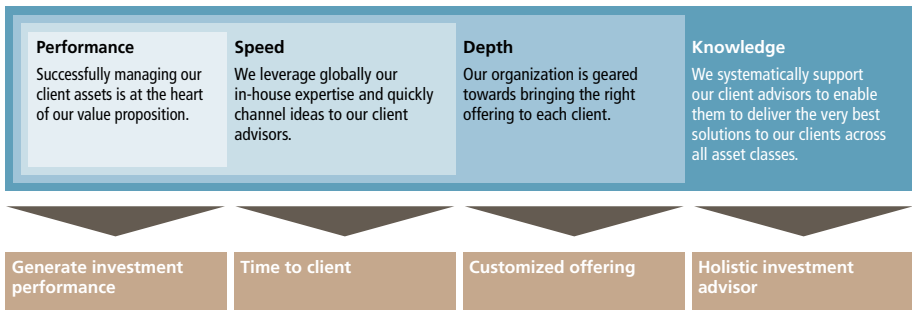 Performance
Successfully managing our
client assets is at the heart
of our value proposition.
Speed
We leverage globally our
in-house expertise and quickly
channel ideas to our client
advisors.
Depth
Our organization is geared
towards bringing the right
offering to each client.
Knowledge
We systematically support
our client advisors to enable
them to deliver the very best
solutions to our clients across
all asset classes.
Generate investment
performance
Time to client
Customized offering
Holistic investment
advisor